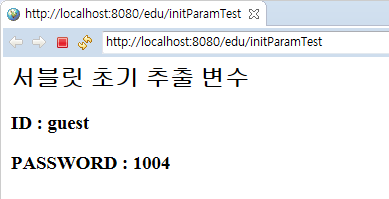 http://localhost:8080/edu/initParamTest
http://localhost:8080/edu/initParamTest
서블릿 초기 추출 변수
ID : guest
PASSWORD : 1004